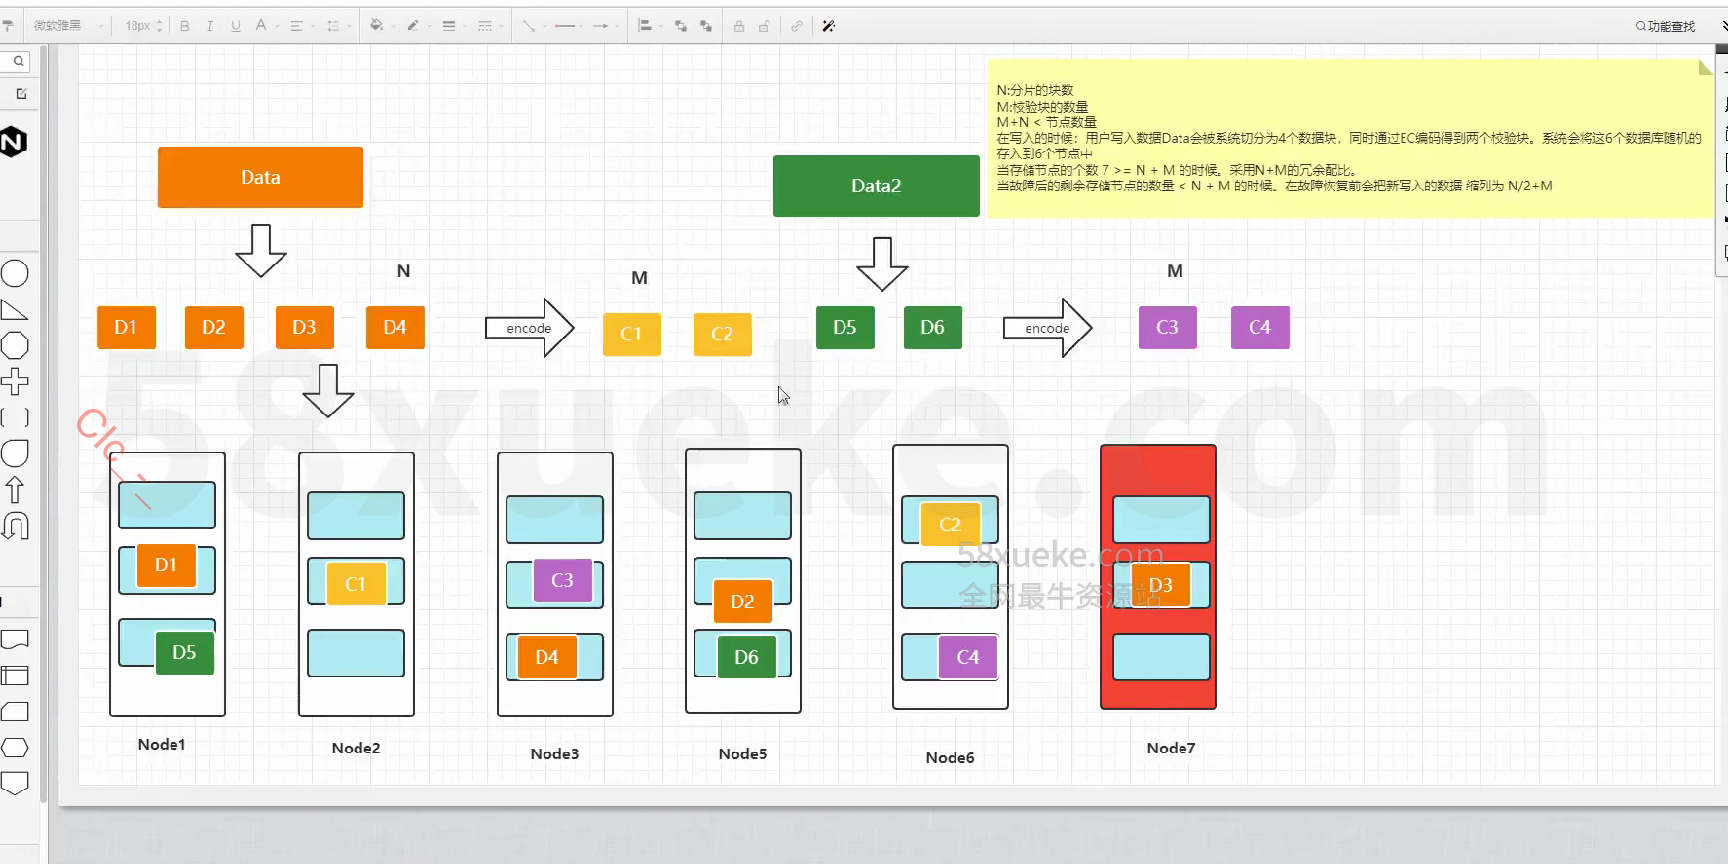 微软雅黑 18px B I U A 功能查找
N:分片的块数
M:校验块的数量
M+N < 节点数量
在写入的时候：用户写入数据Data会被系统切分为4个数据块，同时通过EC编码得到两个校验块。系统会将这6个数据库随机的
存入到6个节点中
当存储节点的个数 7 >= N + M 的时候。采用N+M的冗余配比。
当故障后的剩余存储节点的数量 < N + M 的时候。在故障恢复前会把新写入的数据 缩列为 N/2+M
Data
Data2
N
M
M
D1 D2 D3 D4 encode C1 C2 D5 D6 encode C3 C4
58xueke.com
C2
58xueke.com
D1 C1 C3 D2 D3
全网最牛资源站
D5 D4 D6 C4
Node1 Node2 Node3 Node5 Node6 Node7